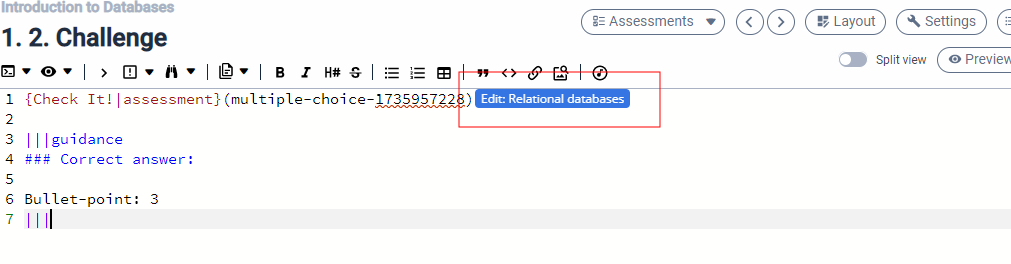 Introduction to Databases
1. 2. Challenge
Assessments
Layout
Settings
B I H# S
Split view
Preview
1 {Check It!|assessment}(multiple-choice-1735957228) Edit: Relational databases
2
3 |||guidance
4 ### Correct answer:
5
6 Bullet-point: 3
7 |||